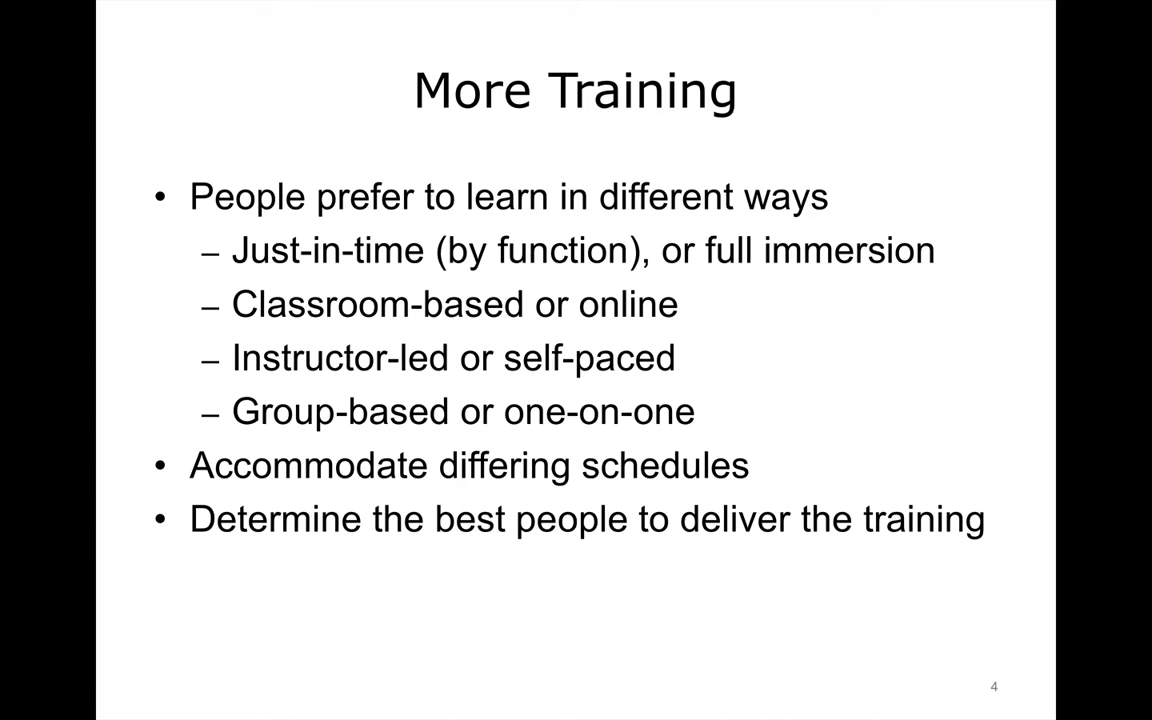 More Training
• People prefer to learn in different ways
– Just-in-time (by function), or full immersion
– Classroom-based or online
– Instructor-led or self-paced
– Group-based or one-on-one
• Accommodate differing schedules
• Determine the best people to deliver the training
4